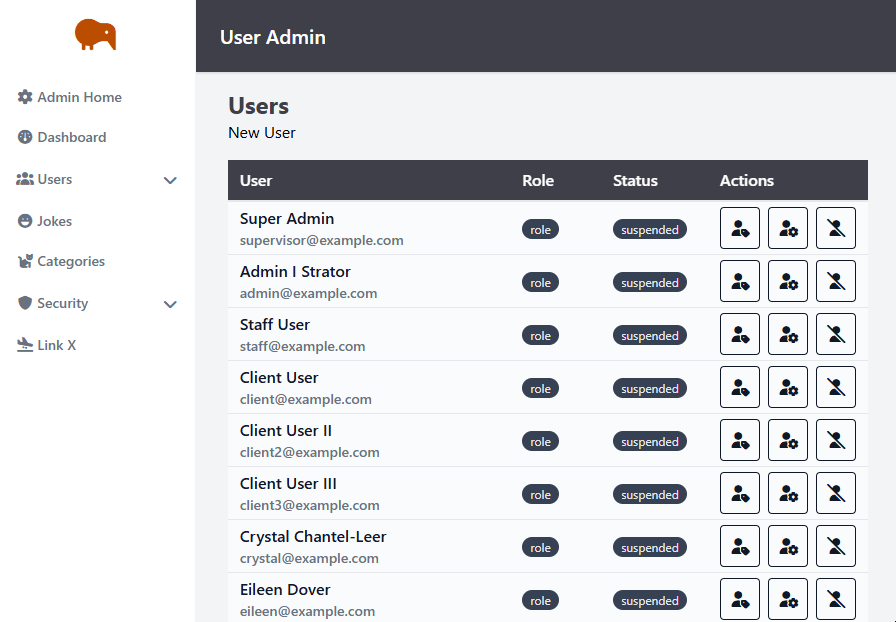 User Admin
Admin Home
Dashboard
Users
Jokes
Categories
Security
Link X
Users
New User
User Role Status Actions
Super Admin
supervisor@example.com
role suspended
Admin I Strator
admin@example.com
role suspended
Staff User
staff@example.com
role suspended
Client User
client@example.com
role suspended
Client User II
client2@example.com
role suspended
Client User III
client3@example.com
role suspended
Crystal Chantel-Leer
crystal@example.com
role suspended
Eileen Dover
eileen@example.com
role suspended